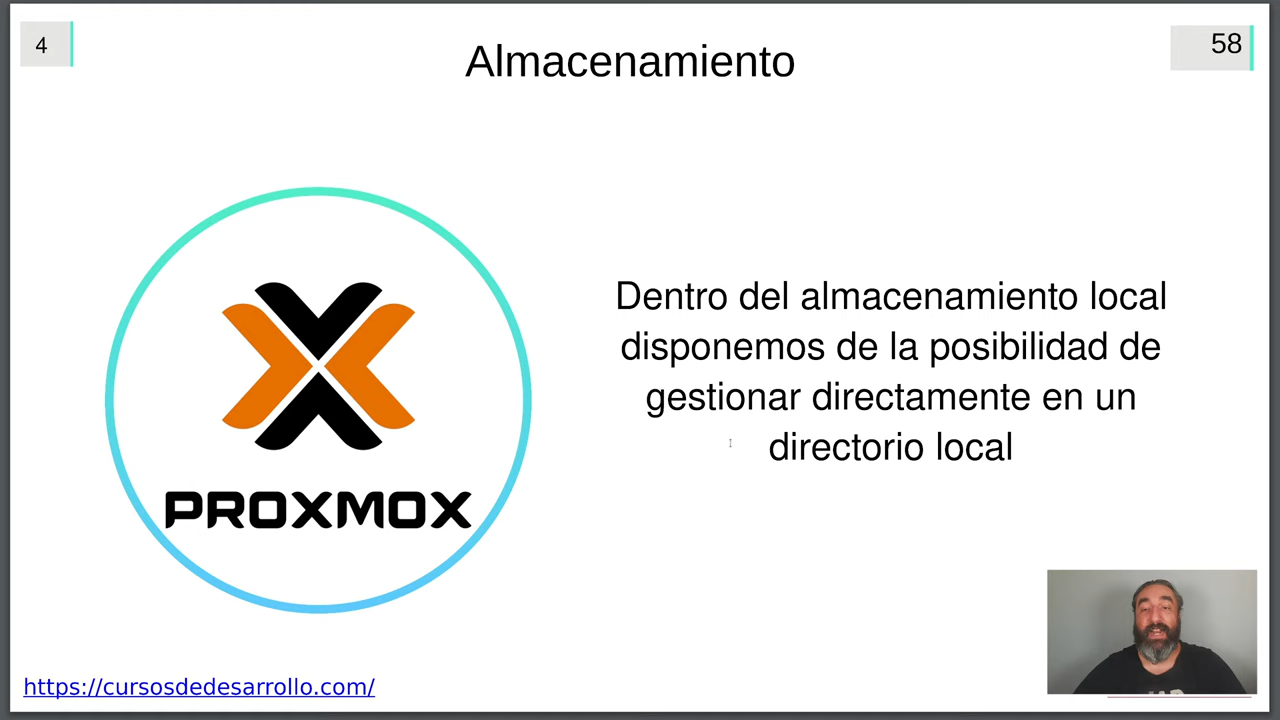 4
Almacenamiento
58
Dentro del almacenamiento local
disponemos de la posibilidad de
gestionar directamente en un
directorio local
PROXMOX
https://cursosdedesarrollo.com/